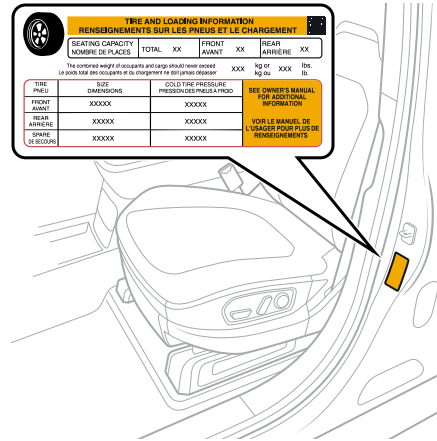 TIRE AND LOADING INFORMATION
RENSEIGNEMENTS SUR LES PNEUS ET LE CHARGEMENT
SEATING CAPACITY
NOMBRE DE PLACES
TOTAL XX
FRONT
AVANT
XX
REAR
ARRIÈRE
XX
The combined weight of occupants and cargo should never exceed
Le poids total des occupants et du chargement ne doit jamais dépasser
XXX
kg or
kg ou
XXX
lbs.
lb.
TIRE
PNEU
SIZE
DIMENSIONS
COLD TIRE PRESSURE
PRESSION DES PNEUS À FROID
FRONT
AVANT
XXXXX
XXXXX
REAR
ARRIÈRE
XXXXX
XXXXX
SPARE
DE SECOURS
XXXXX
XXXXX
SEE OWNER'S MANUAL
FOR ADDITIONAL
INFORMATION
VOIR LE MANUEL DE
L'USAGER POUR PLUS DE
RENSEIGNEMENTS